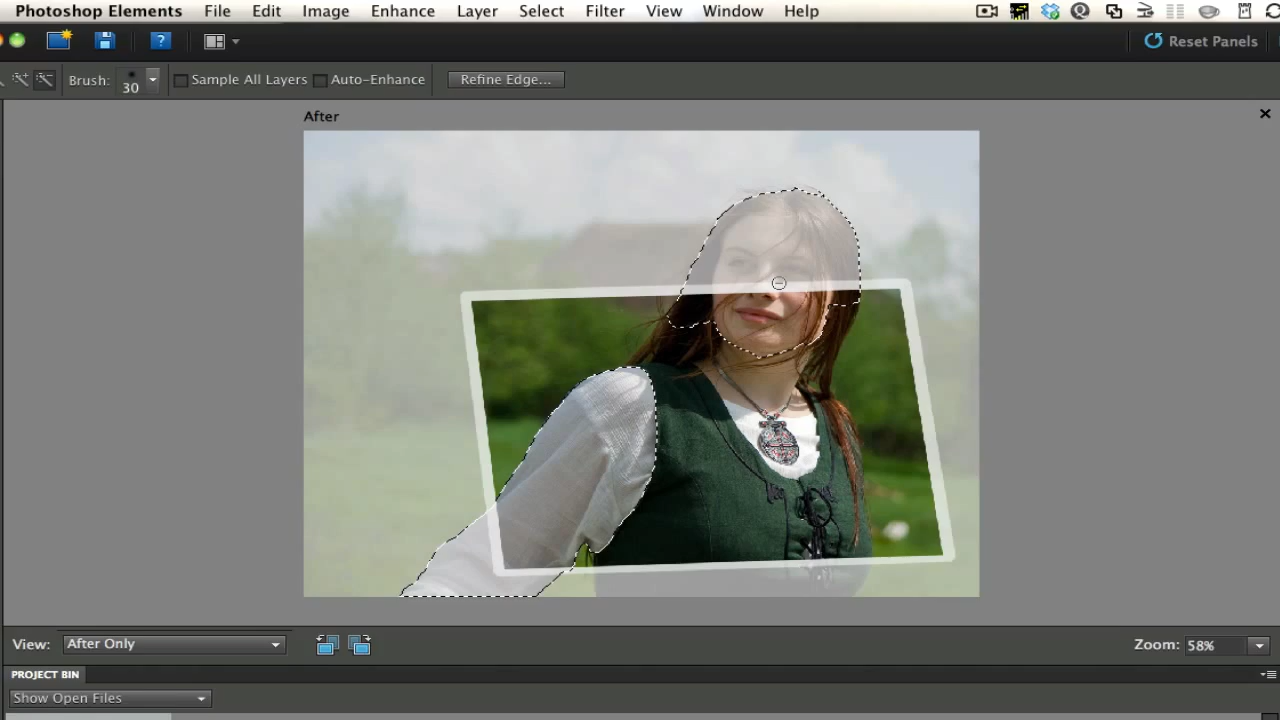 Photoshop Elements File Edit Image Enhance Layer Select Filter View Window Help
? Reset Panels
Brush: 30 Sample All Layers Auto-Enhance Refine Edge...
After
View: After Only Zoom: 58%
PROJECT BIN
Show Open Files